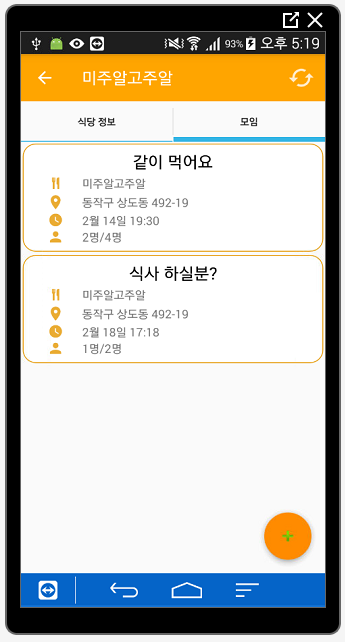 93% 오후 5:19
미주알고주알
식당 정보 모임
같이 먹어요
미주알고주알
동작구 상도동 492-19
2월 14일 19:30
2명/4명
식사 하실분?
미주알고주알
동작구 상도동 492-19
2월 18일 17:18
1명/2명